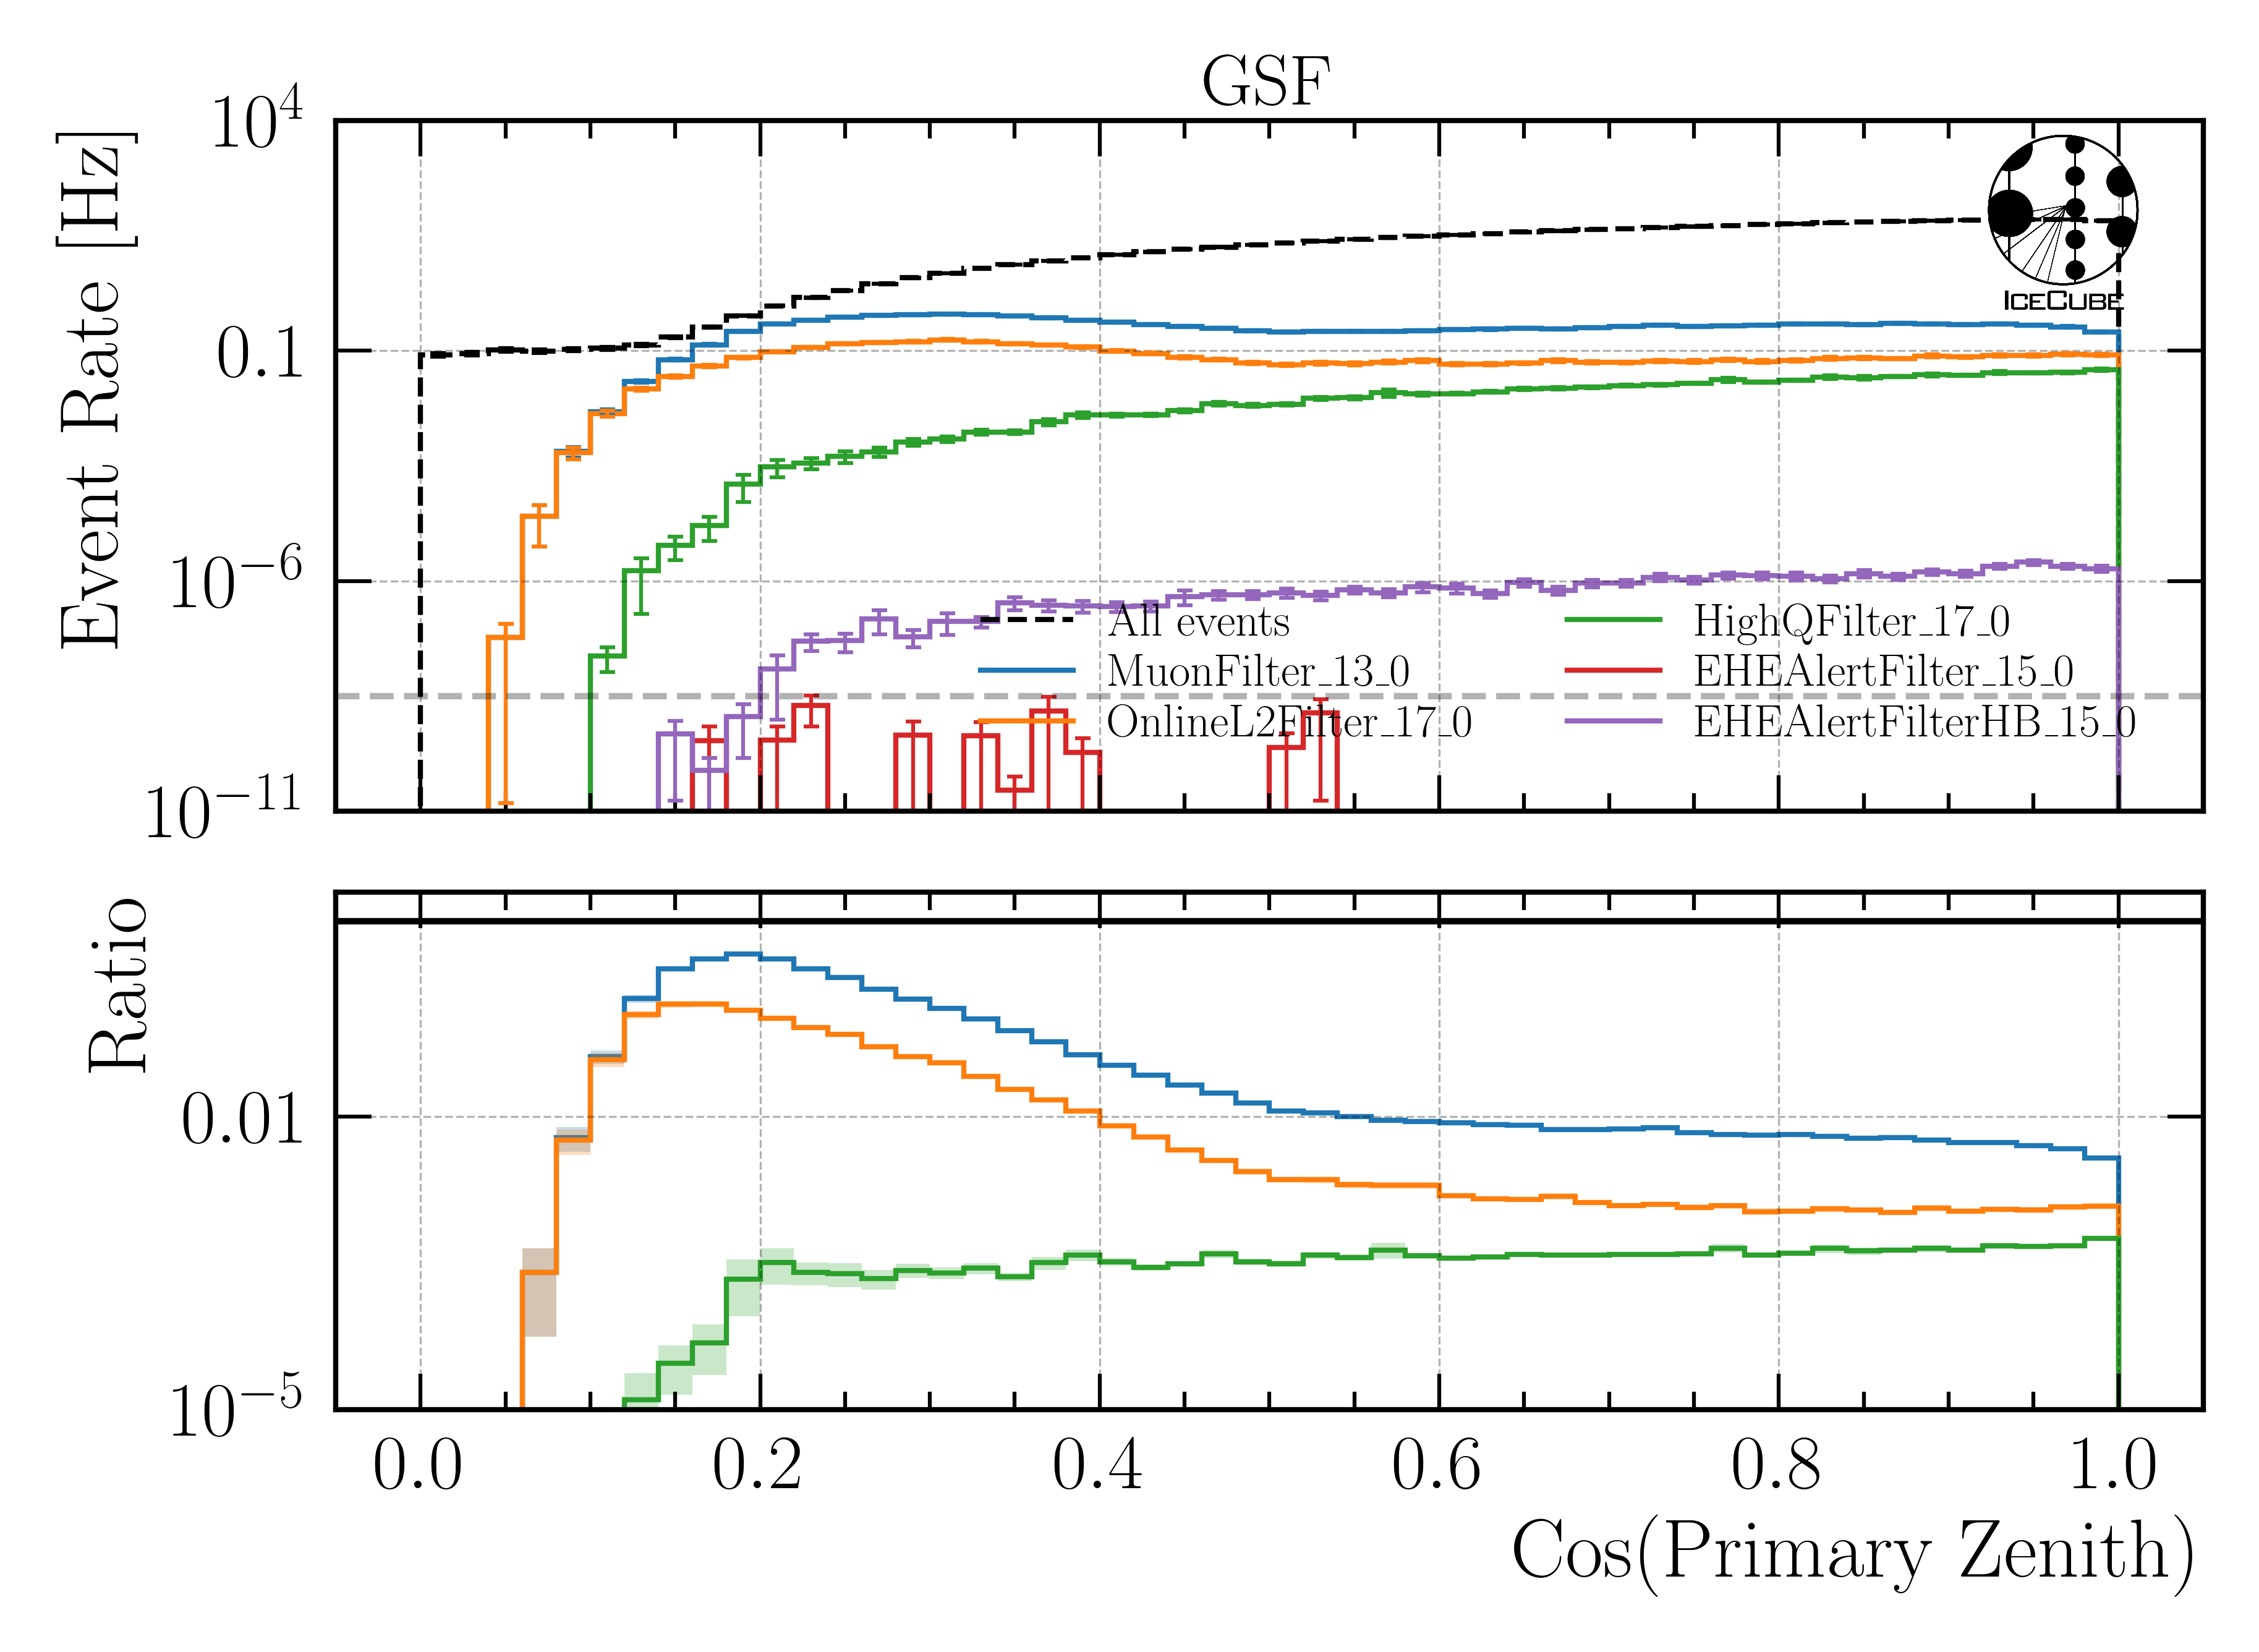 GSF
10^4
0.1
10^−6
10^−11
Event Rate [Hz]
ICECUBE
All events
MuonFilter_13_0
OnlineL2Filter_17_0
HighQFilter_17_0
EHEAlertFilter_15_0
EHEAlertFilterHB_15_0
Ratio
0.01
10^−5
0.0 0.2 0.4 0.6 0.8 1.0
Cos(Primary Zenith)